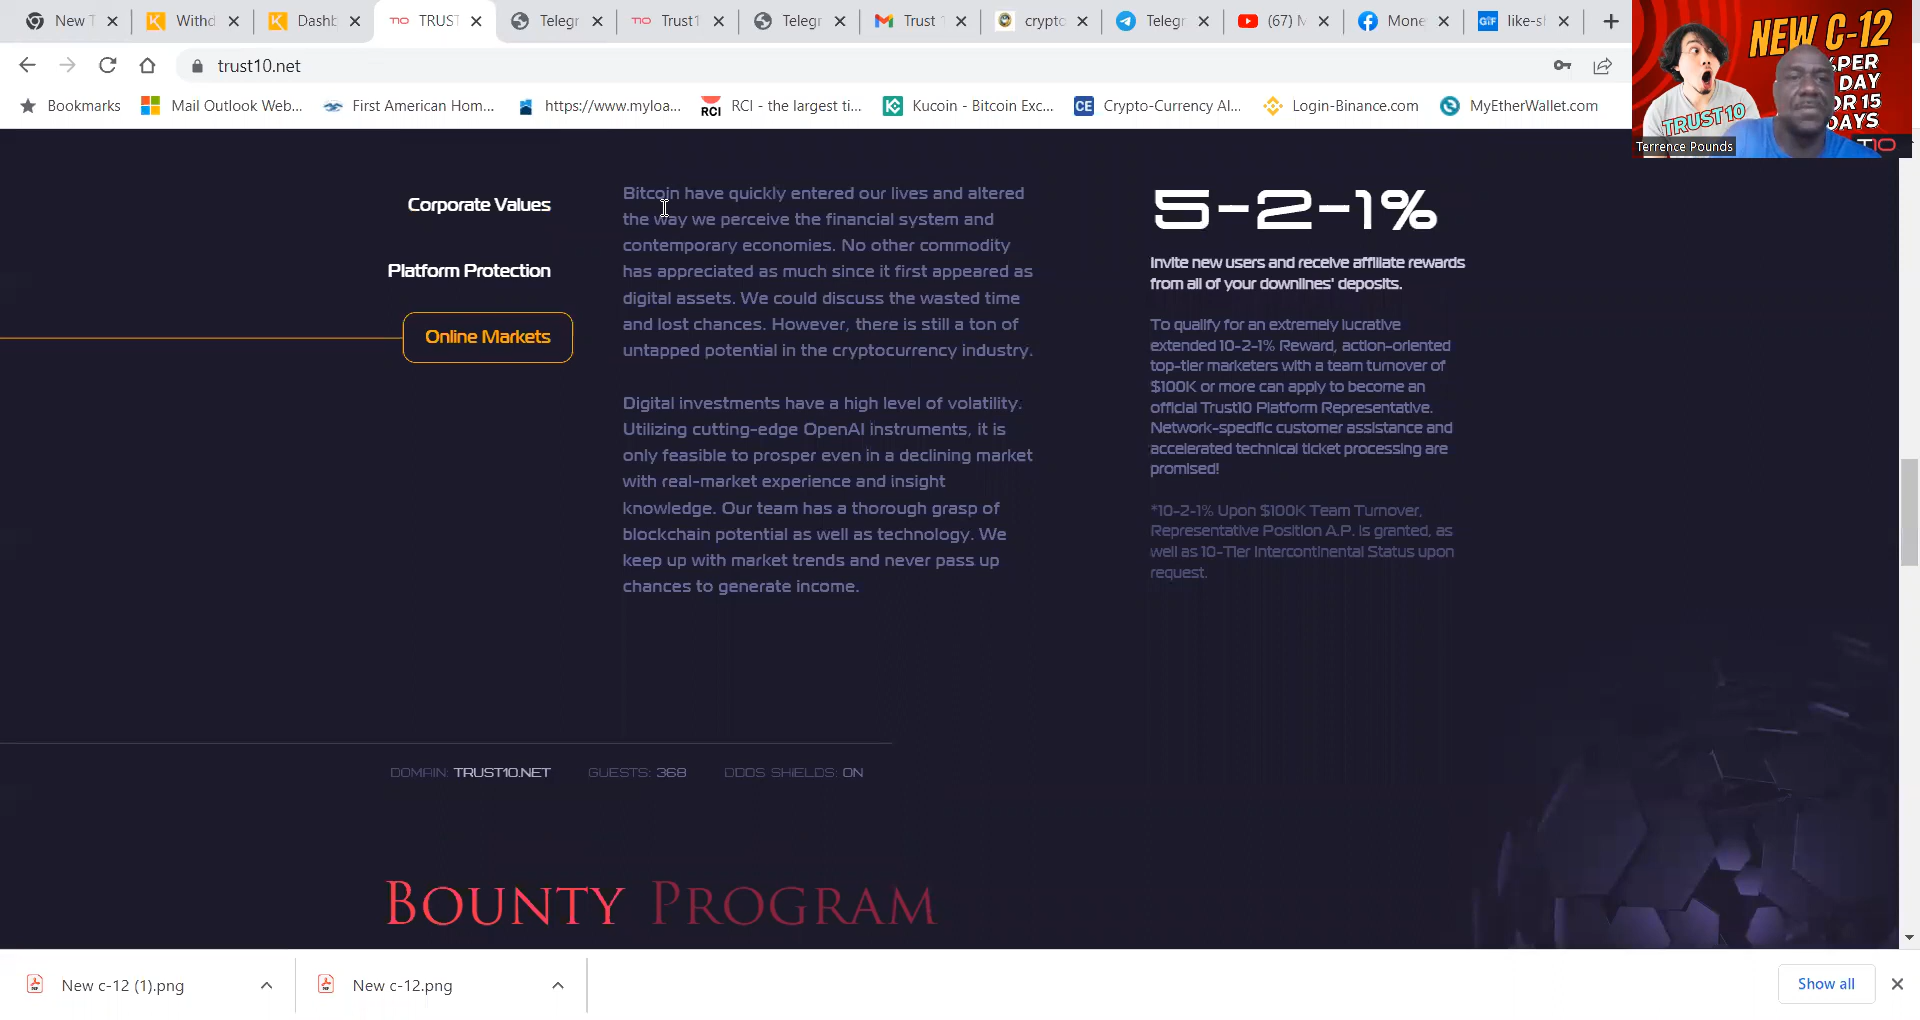 New T
Withd
Dashb
TRUST
Telegr
Trust1
Telegr
Trust
crypto
Telegr
(67) M
Mone
like-sl
trust10.net
Bookmarks
Mail Outlook Web...
First American Hom...
https://www.myloa...
RCI - the largest ti...
Kucoin - Bitcoin Exc...
Crypto-Currency AI...
Login-Binance.com
MyEtherWallet.com
NEW C-12
%PER
DAY
OR 15
DAYS
TRUST10
T10
Terrence Pounds
Corporate Values
Platform Protection
Online Markets
Bitcoin have quickly entered our lives and altered
the way we perceive the financial system and
contemporary economies. No other commodity
has appreciated as much since it first appeared as
digital assets. We could discuss the wasted time
and lost chances. However, there is still a ton of
untapped potential in the cryptocurrency industry.
Digital investments have a high level of volatility.
Utilizing cutting-edge OpenAI instruments, it is
only feasible to prosper even in a declining market
with real-market experience and insight
knowledge. Our team has a thorough grasp of
blockchain potential as well as technology. We
keep up with market trends and never pass up
chances to generate income.
5-2-1%
Invite new users and receive affiliate rewards
from all of your downlines' deposits.
To qualify for an extremely lucrative
extended 10-2-1% Reward, action-oriented
top-tier marketers with a team turnover of
$100K or more can apply to become an
official Trust10 Platform Representative.
Network-specific customer assistance and
accelerated technical ticket processing are
promised!
*10-2-1% Upon $100K Team Turnover,
Representative Position A.P. is granted, as
well as 10-Tier Intercontinental Status upon
request.
DOMAIN: TRUST10.NET
GUESTS: 368
DDOS SHIELDS: ON
BOUNTY PROGRAM
New c-12 (1).png
New c-12.png
Show all